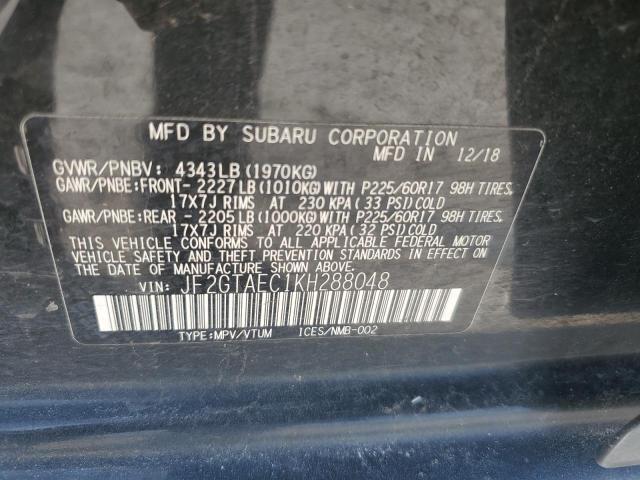 MFD BY SUBARU CORPORATION
MFD IN 12/18
GVWR/PNBV: 4343LB(1970KG)
GAWR/PNBE:FRONT- 2227LB(1010KG)WITH P225/60R17 98H TIRES,
17X7J RIMS AT 230 KPA(33 PSI)COLD
GAWR/PNBE:REAR - 2205LB(1000KG)WITH P225/60R17 98H TIRES,
17X7J RIMS AT 220 KPA(32 PSI)COLD
THIS VEHICLE CONFORMS TO ALL APPLICABLE FEDERAL MOTOR
VEHICLE SAFETY AND THEFT PREVENTION STANDARDS IN EFFECT ON
THE DATE OF MANUFACTURE SHOWN ABOVE.
VIN: JF2GTAEC1KH288048
TYPE:MPV/VTUM 1CES/NMB-002